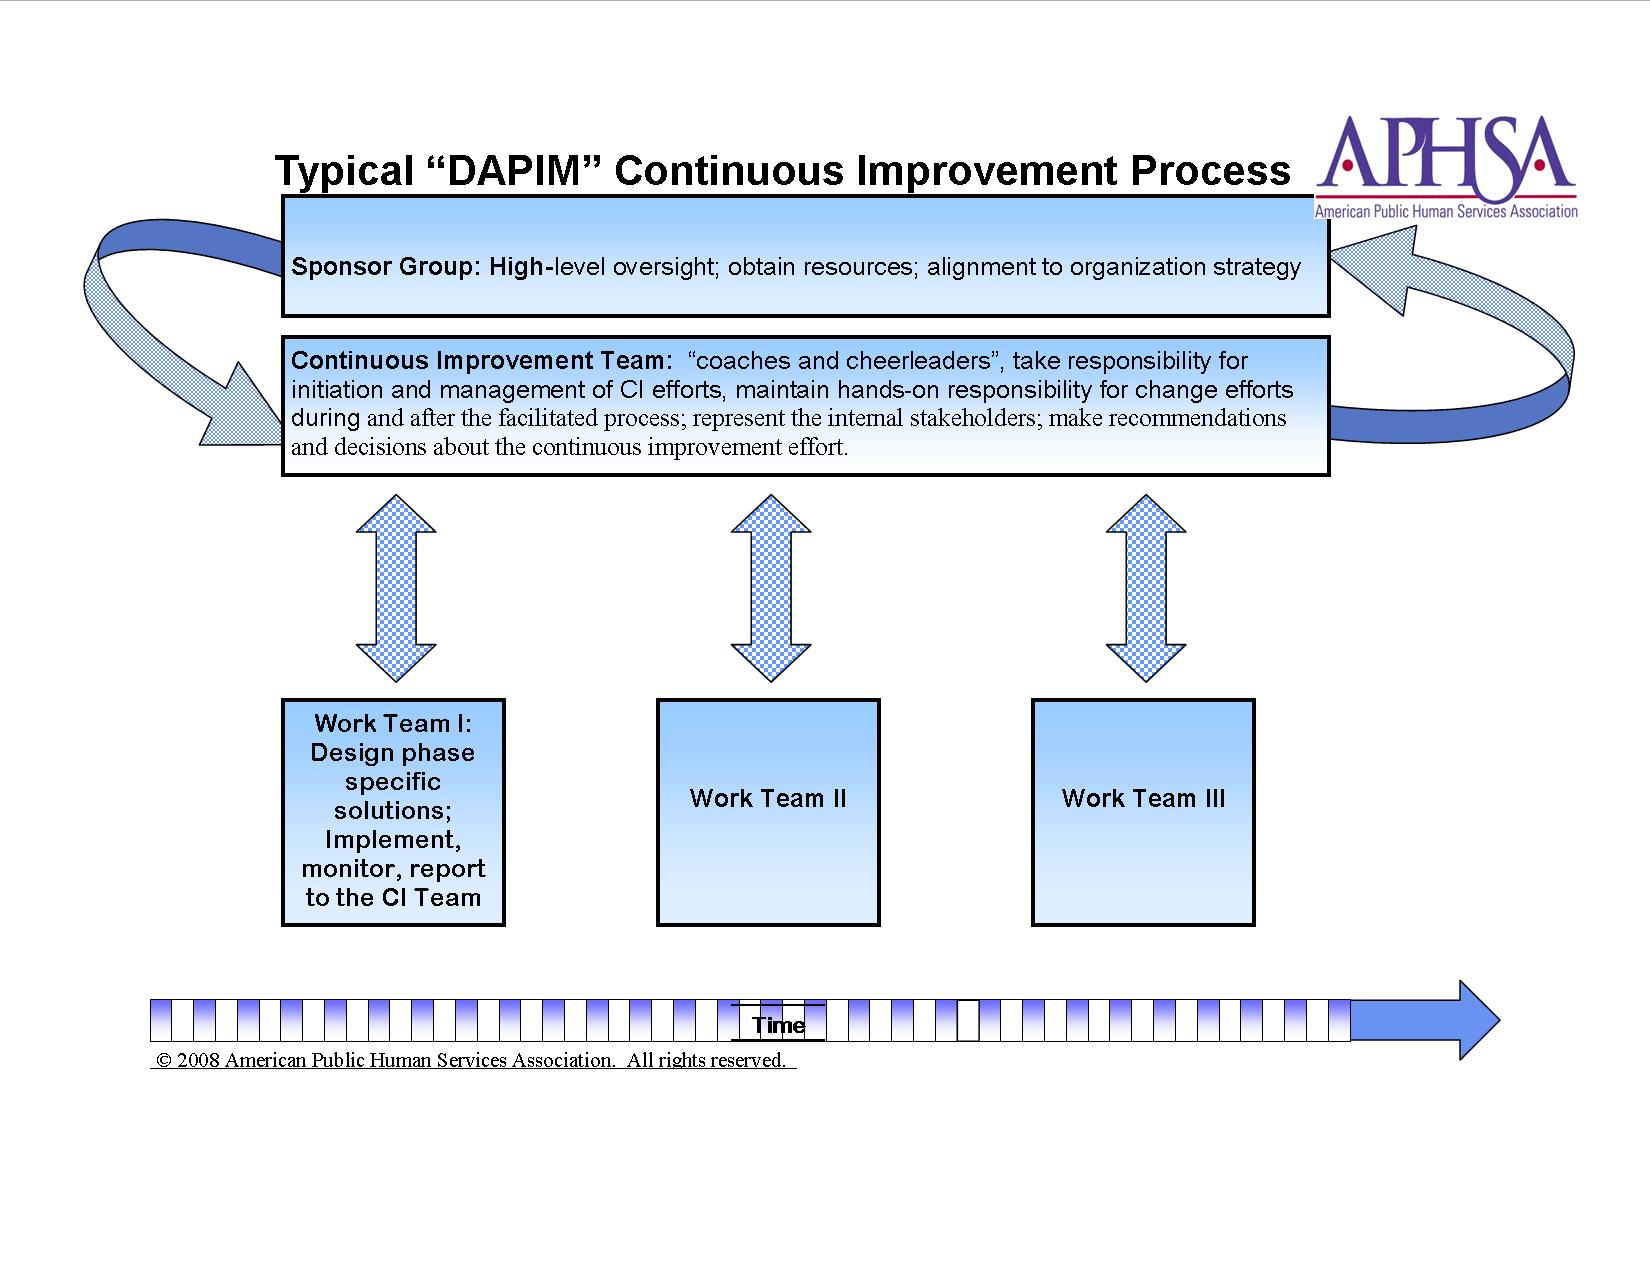 Typical “DAPIM” Continuous Improvement Process
APHSA
American Public Human Services Association
Sponsor Group: High-level oversight; obtain resources; alignment to organization strategy
Continuous Improvement Team:  “coaches and cheerleaders”, take responsibility for
initiation and management of CI efforts, maintain hands-on responsibility for change efforts
during and after the facilitated process; represent the internal stakeholders; make recommendations
and decisions about the continuous improvement effort.
Work Team I:
Design phase
specific
solutions;
Implement,
monitor, report
to the CI Team
Work Team II
Work Team III
Time
© 2008 American Public Human Services Association.  All rights reserved.